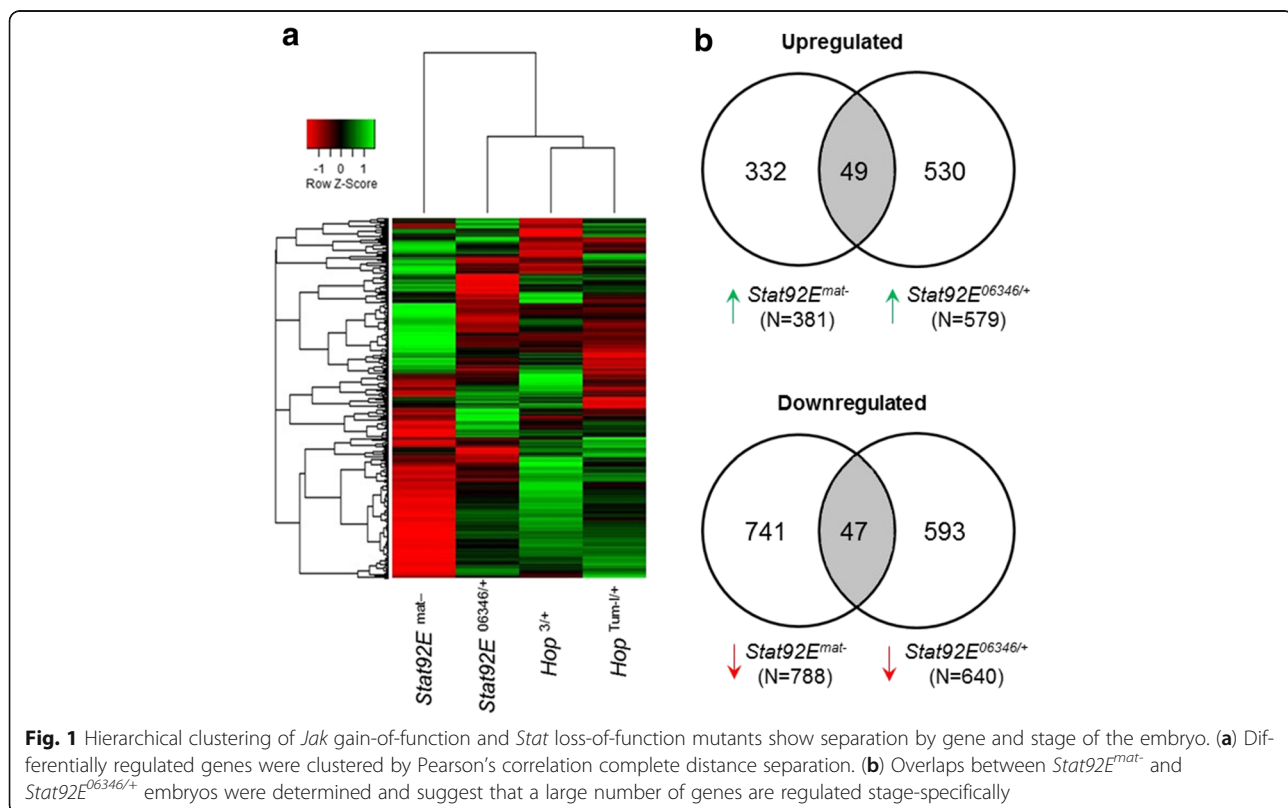 a
-1 0 1
Row Z-Score
Stat92E mat–
Stat92E 06346/+
Hop 3/+
Hop Tum-l/+
b
Upregulated
332 49 530
Stat92E mat- Stat92E 06346/+
(N=381) (N=579)
Downregulated
741 47 593
Stat92E mat- Stat92E 06346/+
(N=788) (N=640)
Fig. 1 Hierarchical clustering of Jak gain-of-function and Stat loss-of-function mutants show separation by gene and stage of the embryo. (a) Dif-
ferentially regulated genes were clustered by Pearson's correlation complete distance separation. (b) Overlaps between Stat92E mat- and
Stat92E 06346/+ embryos were determined and suggest that a large number of genes are regulated stage-specifically